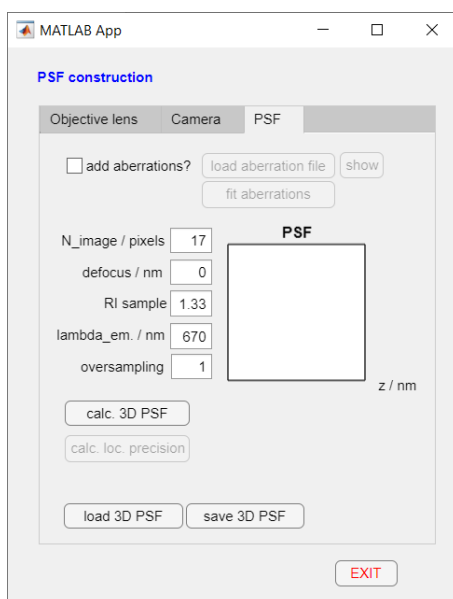 MATLAB App
PSF construction
Objective lens Camera PSF
add aberrations? load aberration file show
fit aberrations
PSF
N_image / pixels 17
defocus / nm 0
RI sample 1.33
lambda_em. / nm 670
oversampling 1
z / nm
calc. 3D PSF
calc. loc. precision
load 3D PSF save 3D PSF
EXIT